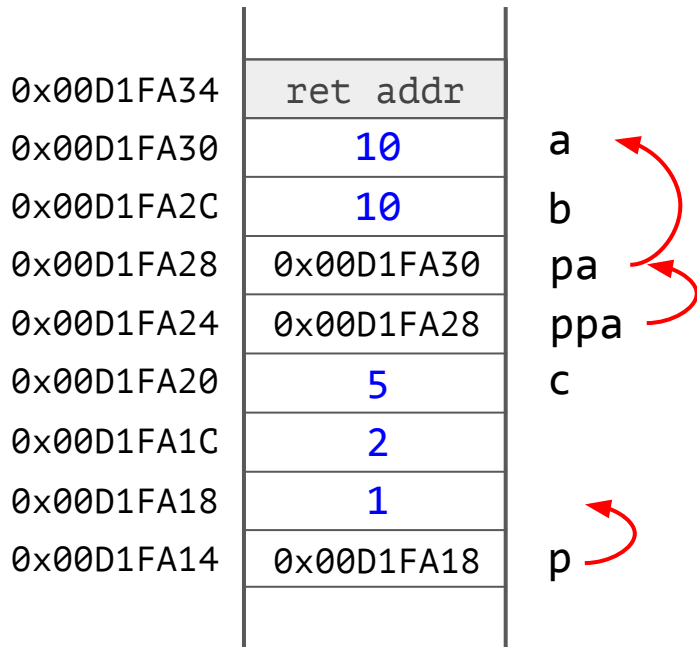 0x00D1FA34 ret addr
0x00D1FA30 10 a
0x00D1FA2C 10 b
0x00D1FA28 0x00D1FA30 pa
0x00D1FA24 0x00D1FA28 ppa
0x00D1FA20 5 c
0x00D1FA1C 2
0x00D1FA18 1
0x00D1FA14 0x00D1FA18 p